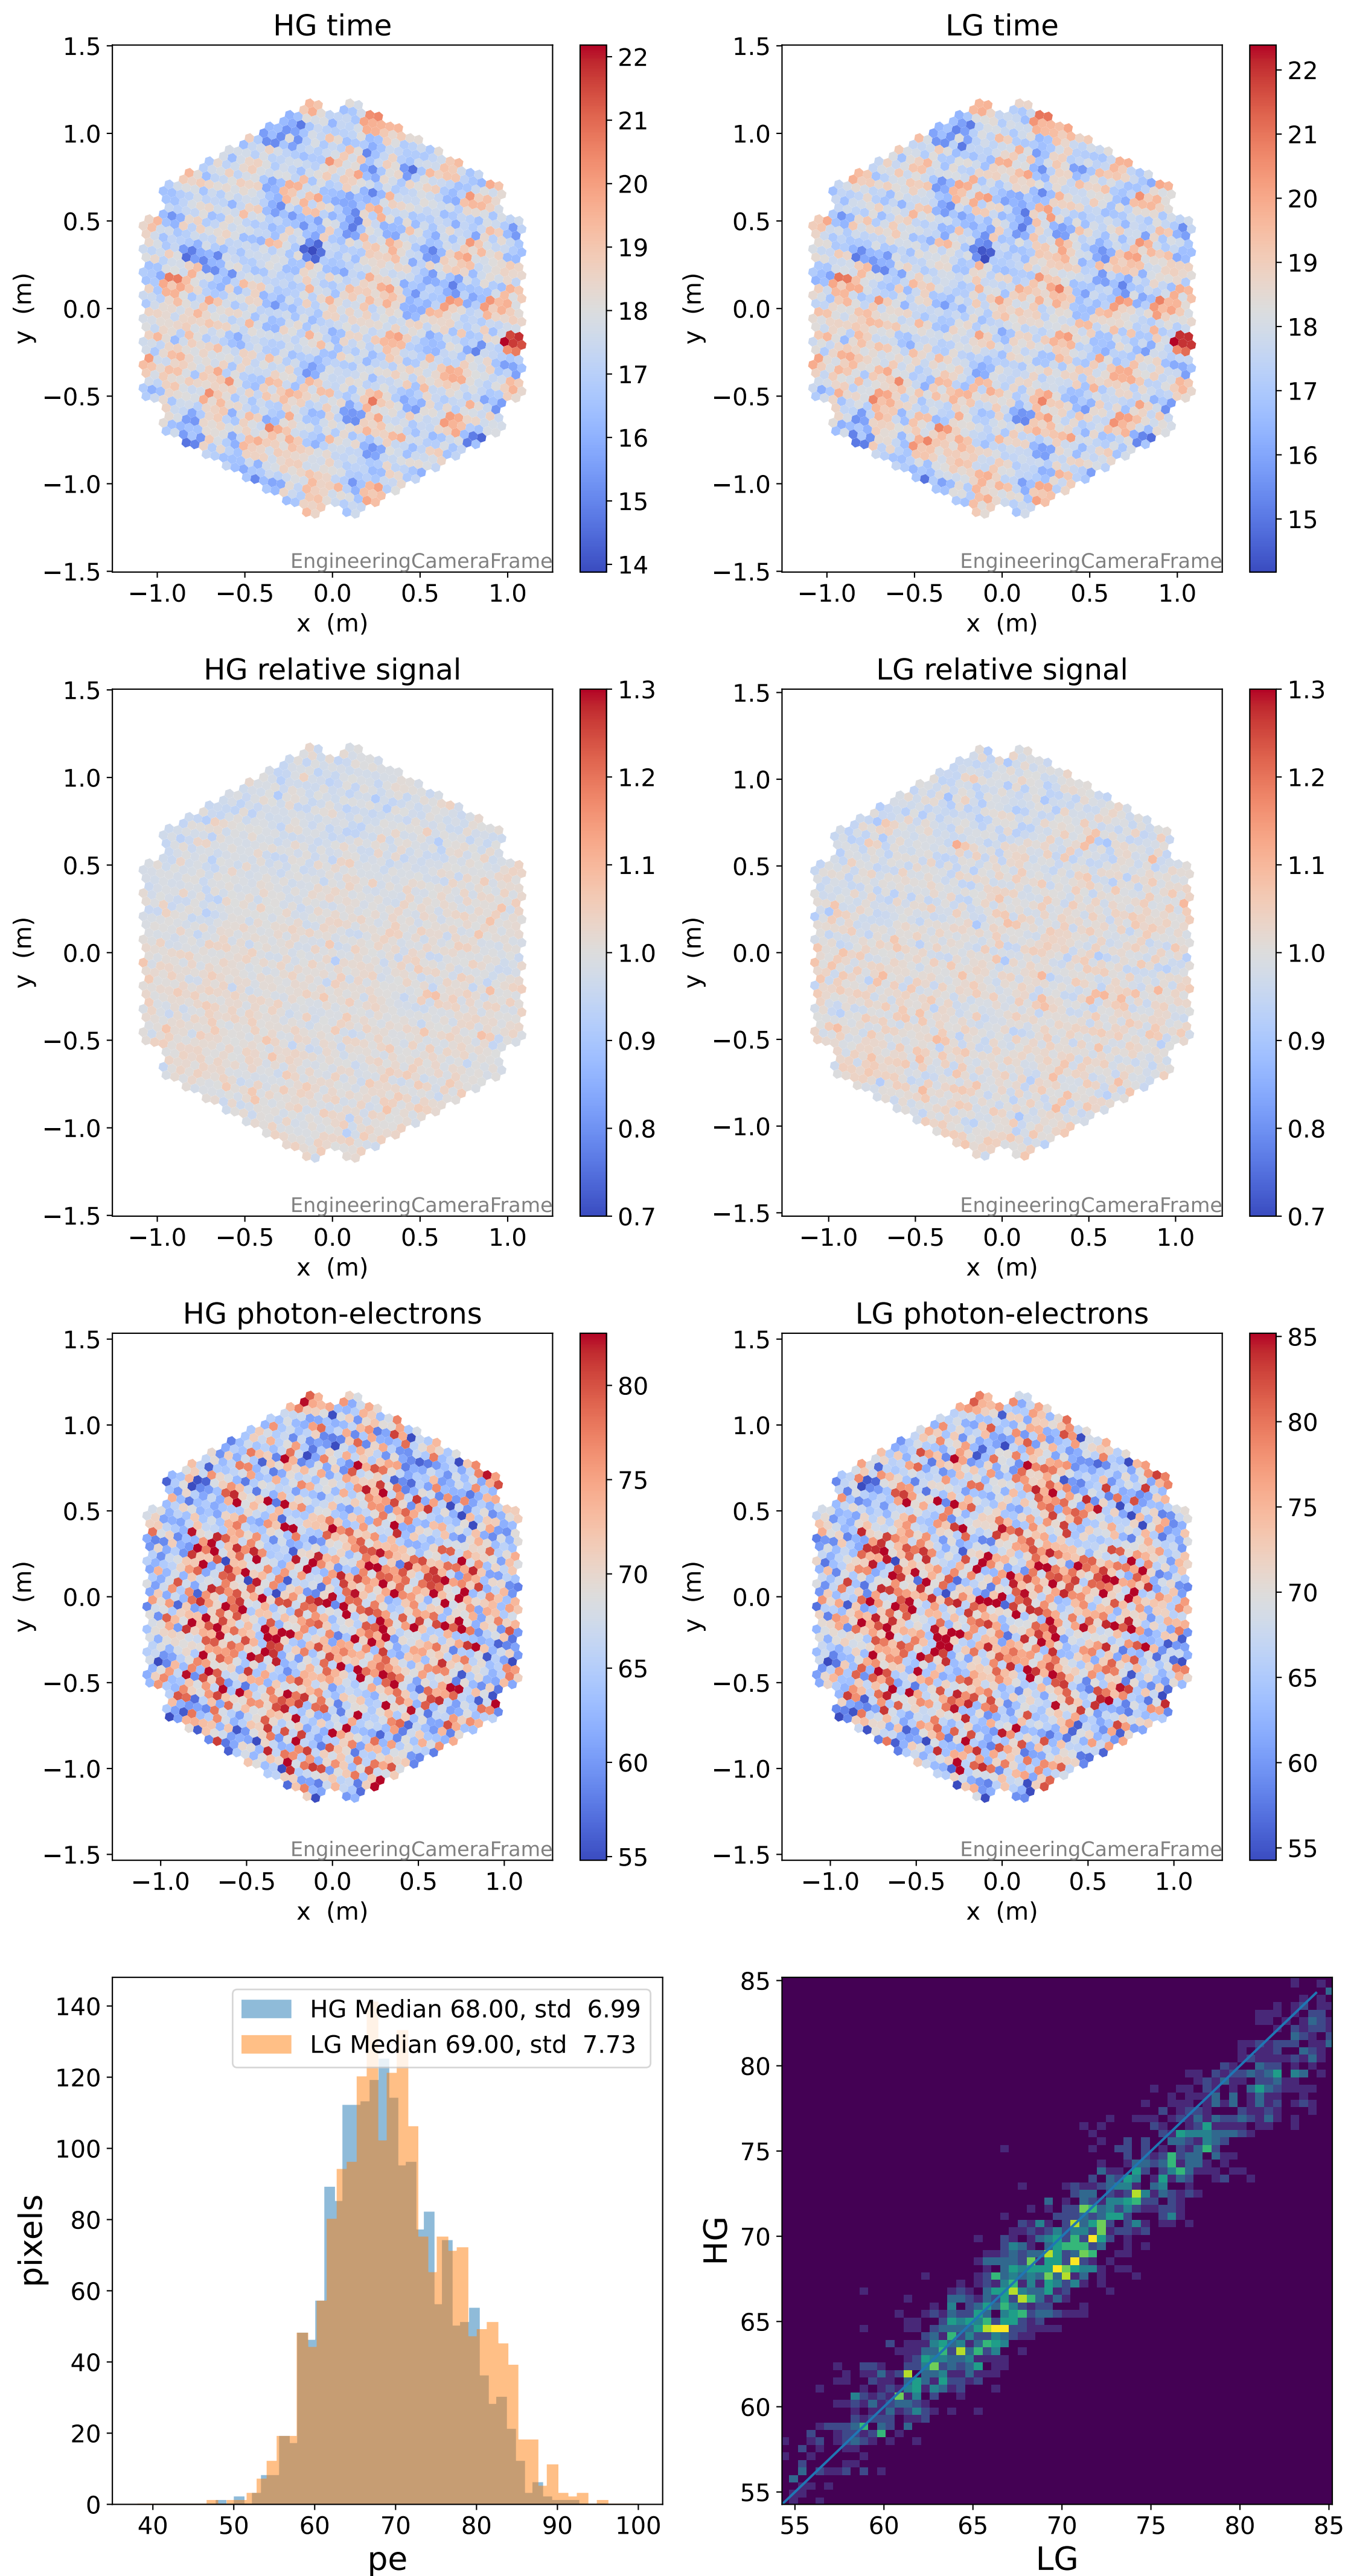 HG time
1.5
1.0
0.5
0.0
−0.5
−1.0
−1.5
y (m)
−1.0 −0.5 0.0 0.5 1.0
x (m)
EngineeringCameraFrame
22
21
20
19
18
17
16
15
14
LG time
1.5
1.0
0.5
0.0
−0.5
−1.0
−1.5
y (m)
−1.0 −0.5 0.0 0.5 1.0
x (m)
EngineeringCameraFrame
22
21
20
19
18
17
16
15
HG relative signal
1.5
1.0
0.5
0.0
−0.5
−1.0
−1.5
y (m)
−1.0 −0.5 0.0 0.5 1.0
x (m)
EngineeringCameraFrame
1.3
1.2
1.1
1.0
0.9
0.8
0.7
LG relative signal
1.5
1.0
0.5
0.0
−0.5
−1.0
−1.5
y (m)
−1.0 −0.5 0.0 0.5 1.0
x (m)
EngineeringCameraFrame
1.3
1.2
1.1
1.0
0.9
0.8
0.7
HG photon-electrons
1.5
1.0
0.5
0.0
−0.5
−1.0
−1.5
y (m)
−1.0 −0.5 0.0 0.5 1.0
x (m)
EngineeringCameraFrame
80
75
70
65
60
55
LG photon-electrons
1.5
1.0
0.5
0.0
−0.5
−1.0
−1.5
y (m)
−1.0 −0.5 0.0 0.5 1.0
x (m)
EngineeringCameraFrame
85
80
75
70
65
60
55
HG Median 68.00, std 6.99
LG Median 69.00, std 7.73
140
120
100
80
60
40
20
0
pixels
40 50 60 70 80 90 100
pe
85
80
75
70
65
60
55
HG
55 60 65 70 75 80 85
LG